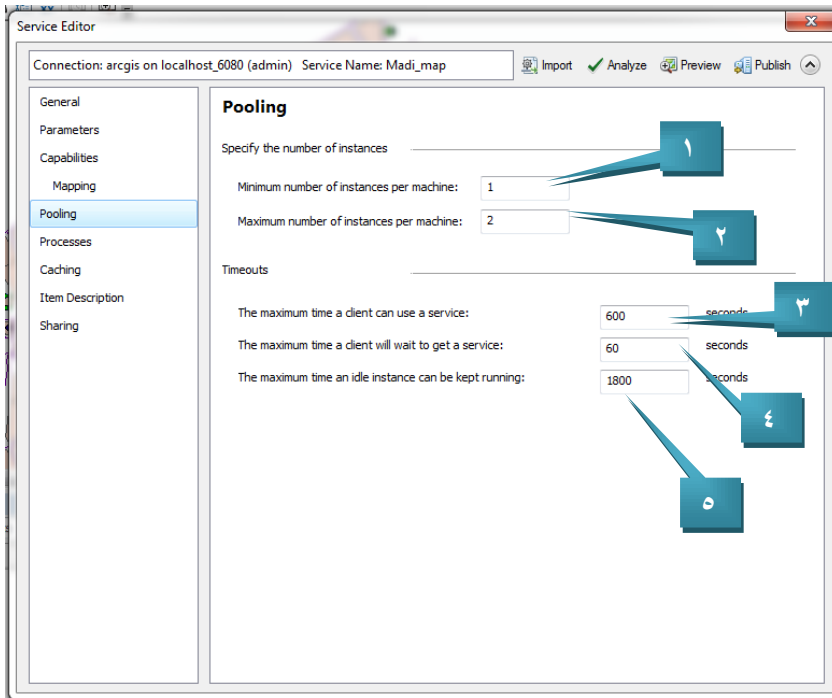 Service Editor
Connection: arcgis on localhost_6080 (admin) Service Name: Madi_map
Import
Analyze
Preview
Publish
General
Parameters
Capabilities
Mapping
Pooling
Processes
Caching
Item Description
Sharing
Pooling
Specify the number of instances
١
Minimum number of instances per machine: 1
Maximum number of instances per machine: 2
٢
Timeouts
The maximum time a client can use a service: 600 seconds
٣
The maximum time a client will wait to get a service: 60 seconds
٤
The maximum time an idle instance can be kept running: 1800 seconds
٥